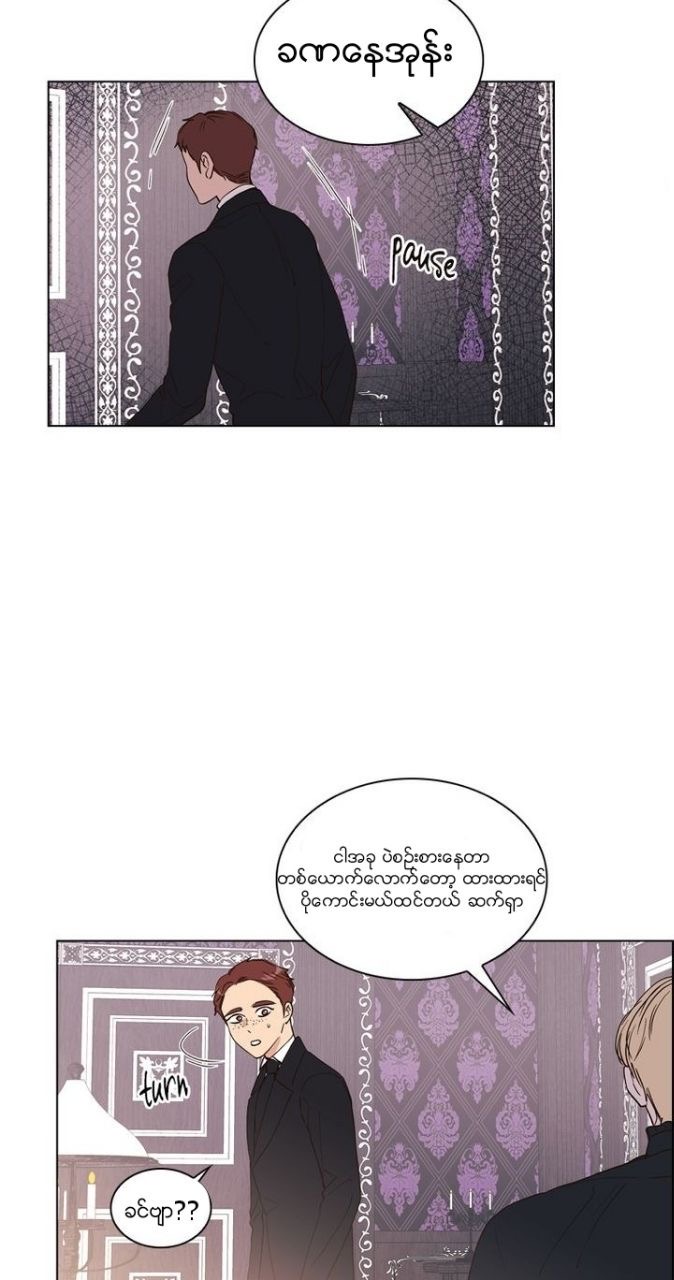 ခဏနေအုန်း
pause
ငါအခု ပဲစဉ်းစားနေတာ
တစ်ယောက်လောက်တော့ ထားထားရင်
ပိုကောင်းမယ်ထင်တယ် ဆက်ရှာ
turn
ခင်ဗျာ??